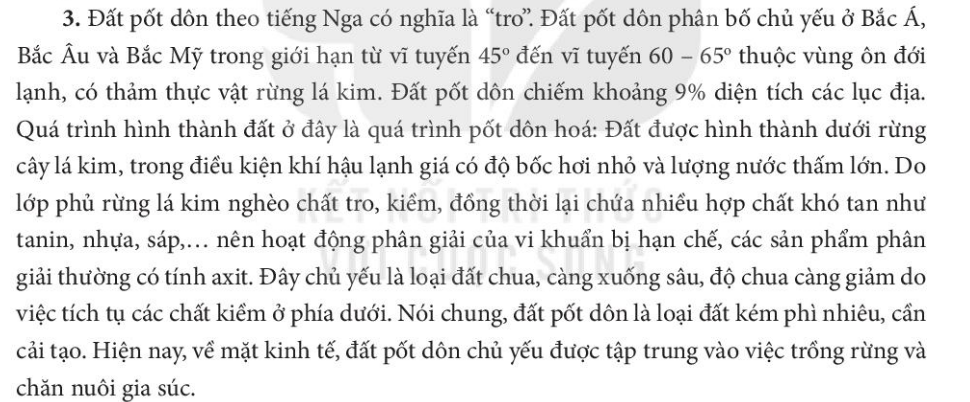 3. Đất pốt dôn theo tiếng Nga có nghĩa là “tro”. Đất pốt dôn phân bố chủ yếu ở Bắc Á,
Bắc Âu và Bắc Mỹ trong giới hạn từ vĩ tuyến 45° đến vĩ tuyến 60 – 65° thuộc vùng ôn đới
lạnh, có thảm thực vật rừng lá kim. Đất pốt dôn chiếm khoảng 9% diện tích các lục địa.
Quá trình hình thành đất ở đây là quá trình pốt dôn hoá: Đất được hình thành dưới rừng
cây lá kim, trong điều kiện khí hậu lạnh giá có độ bốc hơi nhỏ và lượng nước thấm lớn. Do
lớp phủ rừng lá kim nghèo chất tro, kiềm, đồng thời lại chứa nhiều hợp chất khó tan như
tanin, nhựa, sáp,… nên hoạt động phân giải của vi khuẩn bị hạn chế, các sản phẩm phân
giải thường có tính axit. Đây chủ yếu là loại đất chua, càng xuống sâu, độ chua càng giảm do
việc tích tụ các chất kiềm ở phía dưới. Nói chung, đất pốt dôn là loại đất kém phì nhiêu, cần
cải tạo. Hiện nay, về mặt kinh tế, đất pốt dôn chủ yếu được tập trung vào việc trồng rừng và
chăn nuôi gia súc.
KẾT NỐI TRI THỨC
VỚI CUỘC SỐNG